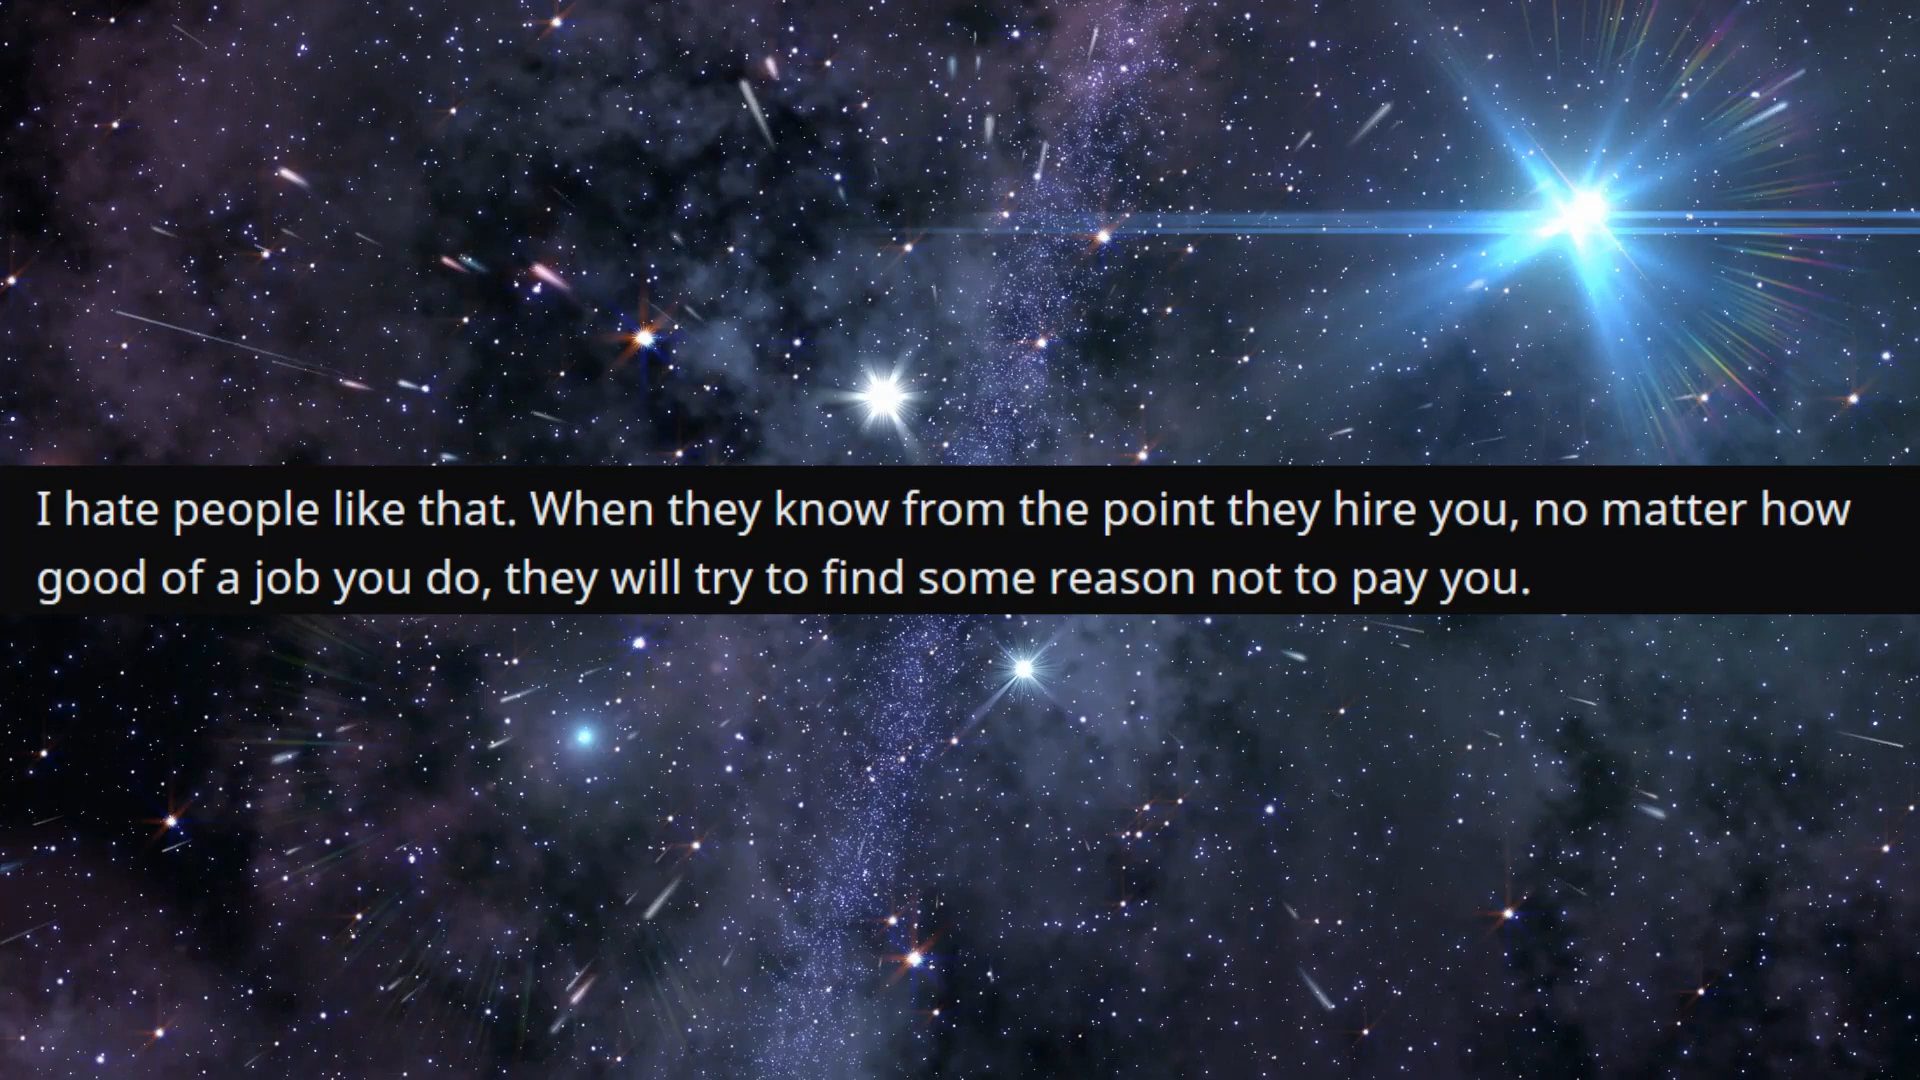 I hate people like that. When they know from the point they hire you, no matter how
good of a job you do, they will try to find some reason not to pay you.